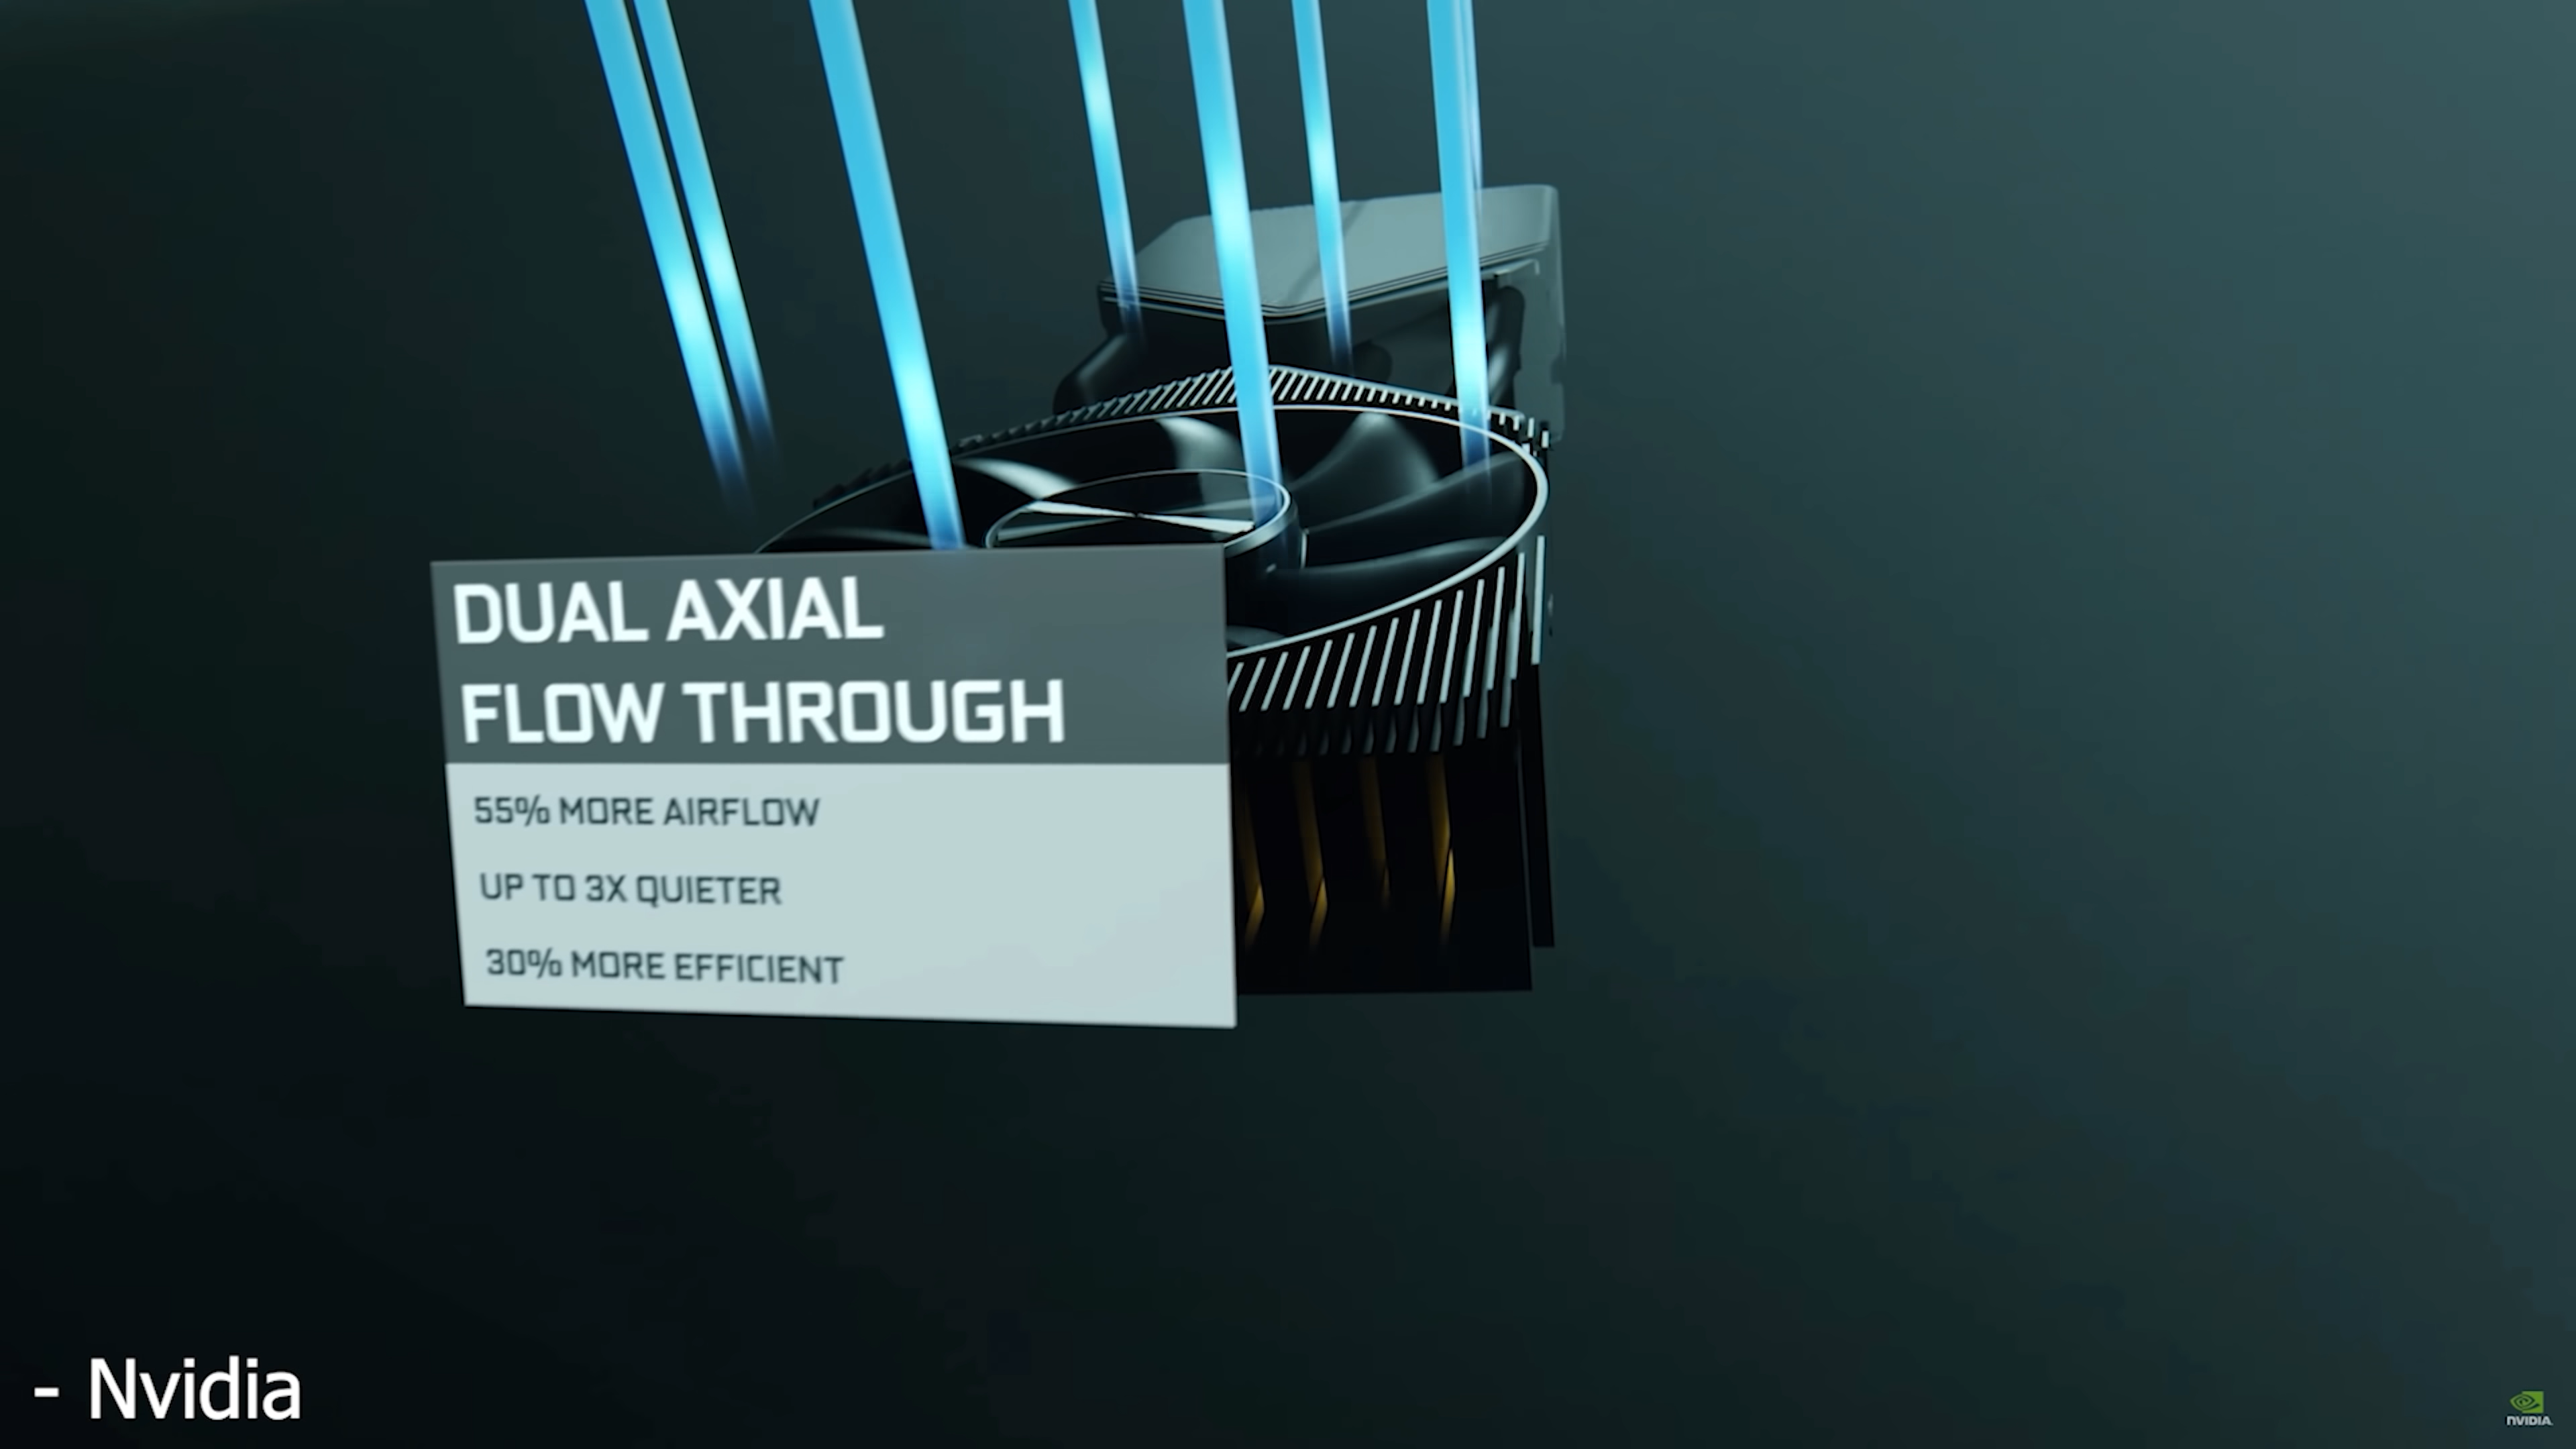 DUAL AXIAL
FLOW THROUGH
55% MORE AIRFLOW
UP TO 3X QUIETER
30% MORE EFFICIENT
- Nvidia
NVIDIA